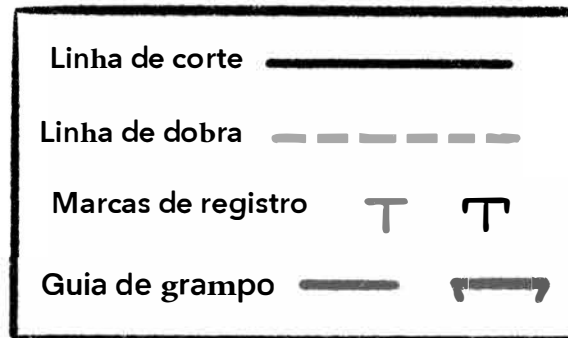 Linha de corte
Linha de dobra
Marcas de registro
Guia de grampo